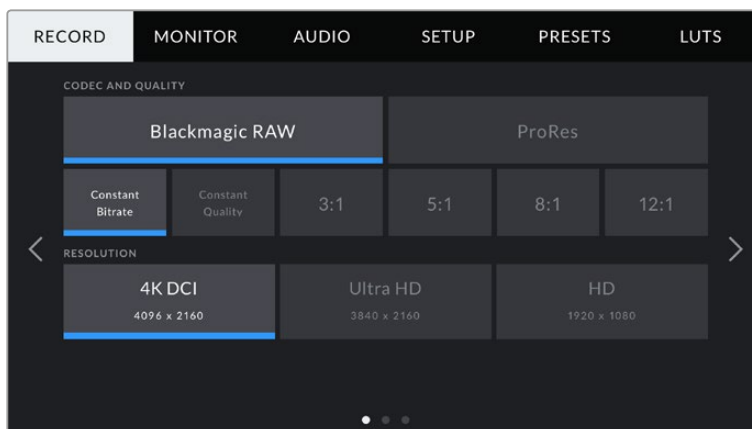 RECORD MONITOR AUDIO SETUP PRESETS LUTS
CODEC AND QUALITY
Blackmagic RAW ProRes
Constant Bitrate Constant Quality 3:1 5:1 8:1 12:1
RESOLUTION
4K DCI Ultra HD HD
4096 x 2160 3840 x 2160 1920 x 1080